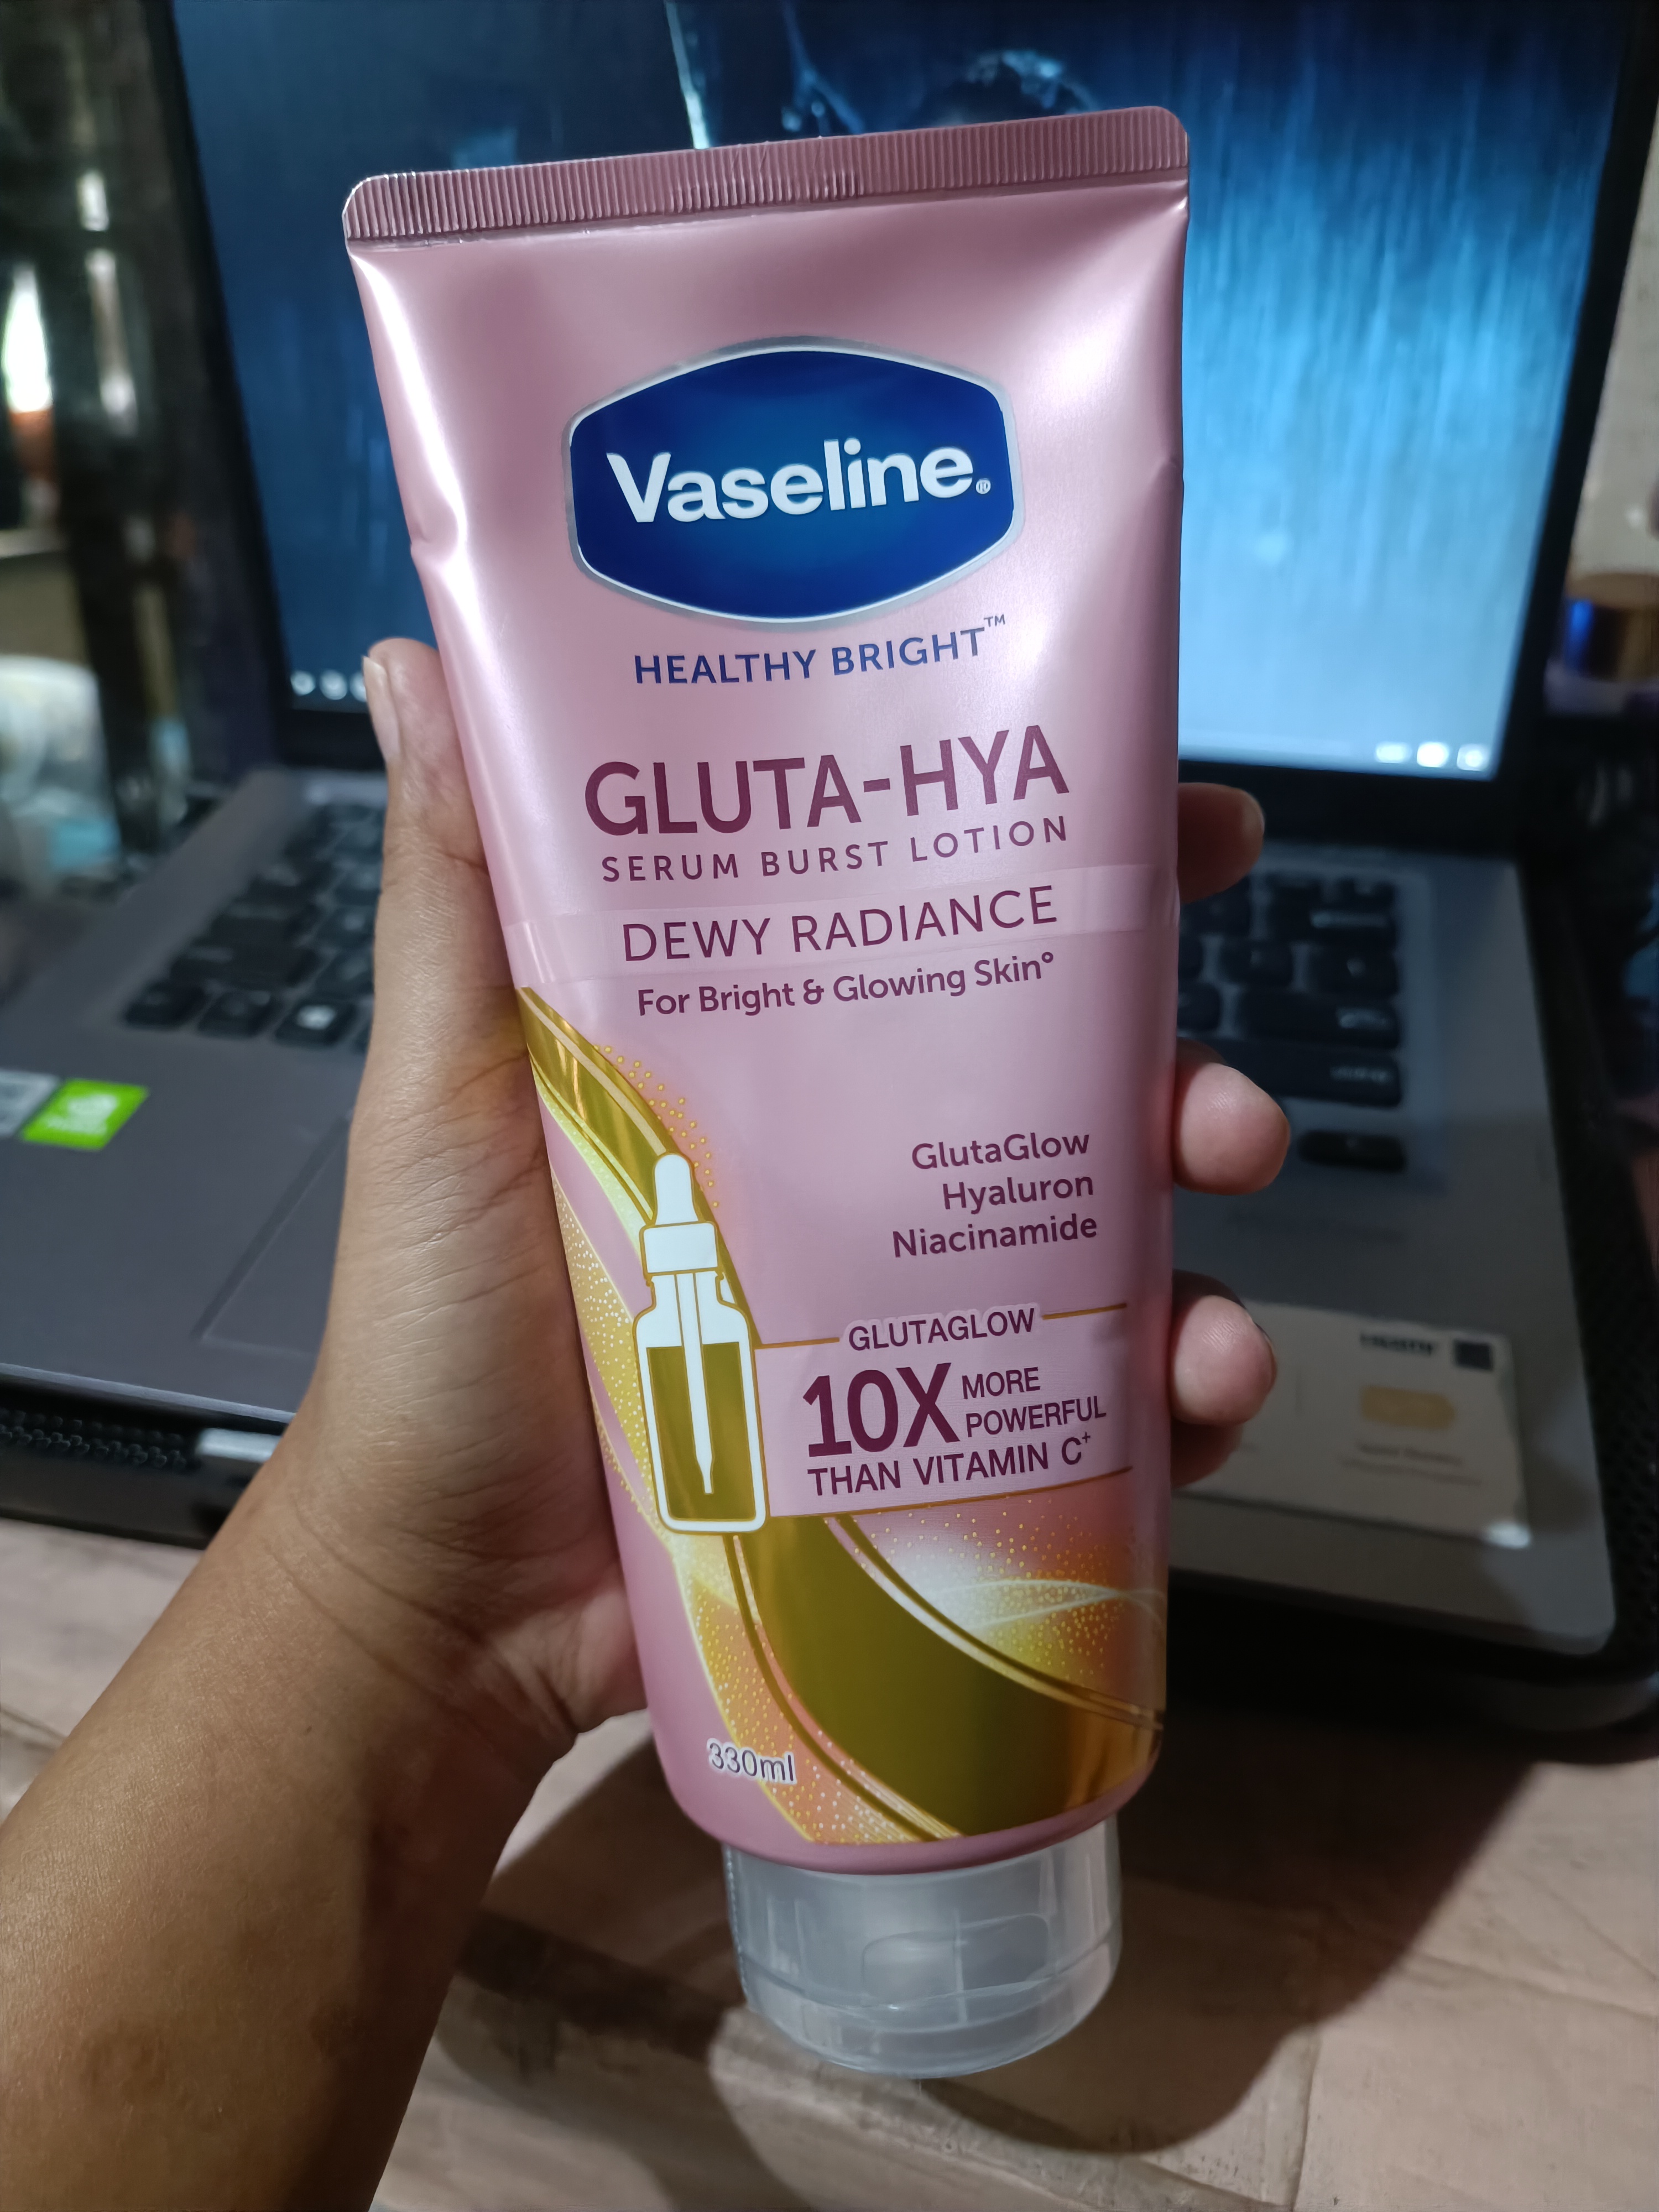 Vaseline®
HEALTHY BRIGHT™
GLUTA-HYA
SERUM BURST LOTION
DEWY RADIANCE
For Bright & Glowing Skin°
GlutaGlow
Hyaluron
Niacinamide
GLUTAGLOW
10X MORE
POWERFUL
THAN VITAMIN C⁺
330ml